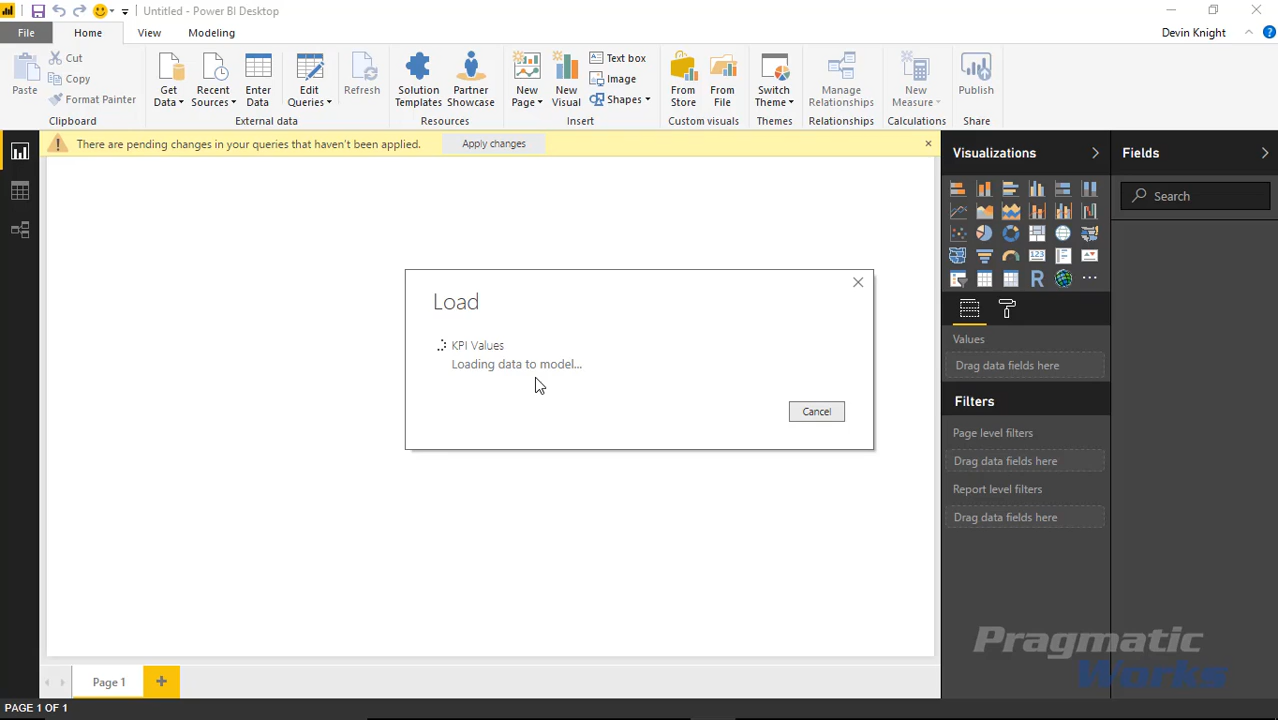 Untitled - Power BI Desktop
File
Home
View
Modeling
Devin Knight
?
Paste
Cut
Copy
Format Painter
Clipboard
Get
Data
Recent
Sources
Enter
Data
External data
Edit
Queries
Refresh
Solution
Templates
Partner
Showcase
Resources
New
Page
New
Visual
Text box
Image
Shapes
Insert
From
Store
From
File
Custom visuals
Switch
Theme
Themes
Manage
Relationships
Relationships
New
Measure
Calculations
Publish
Share
There are pending changes in your queries that haven't been applied.
Apply changes
Load
KPI Values
Loading data to model...
Cancel
Visualizations
123
R
Values
Drag data fields here
Filters
Page level filters
Drag data fields here
Report level filters
Drag data fields here
Fields
Search
Pragmatic
Works
Page 1
PAGE 1 OF 1